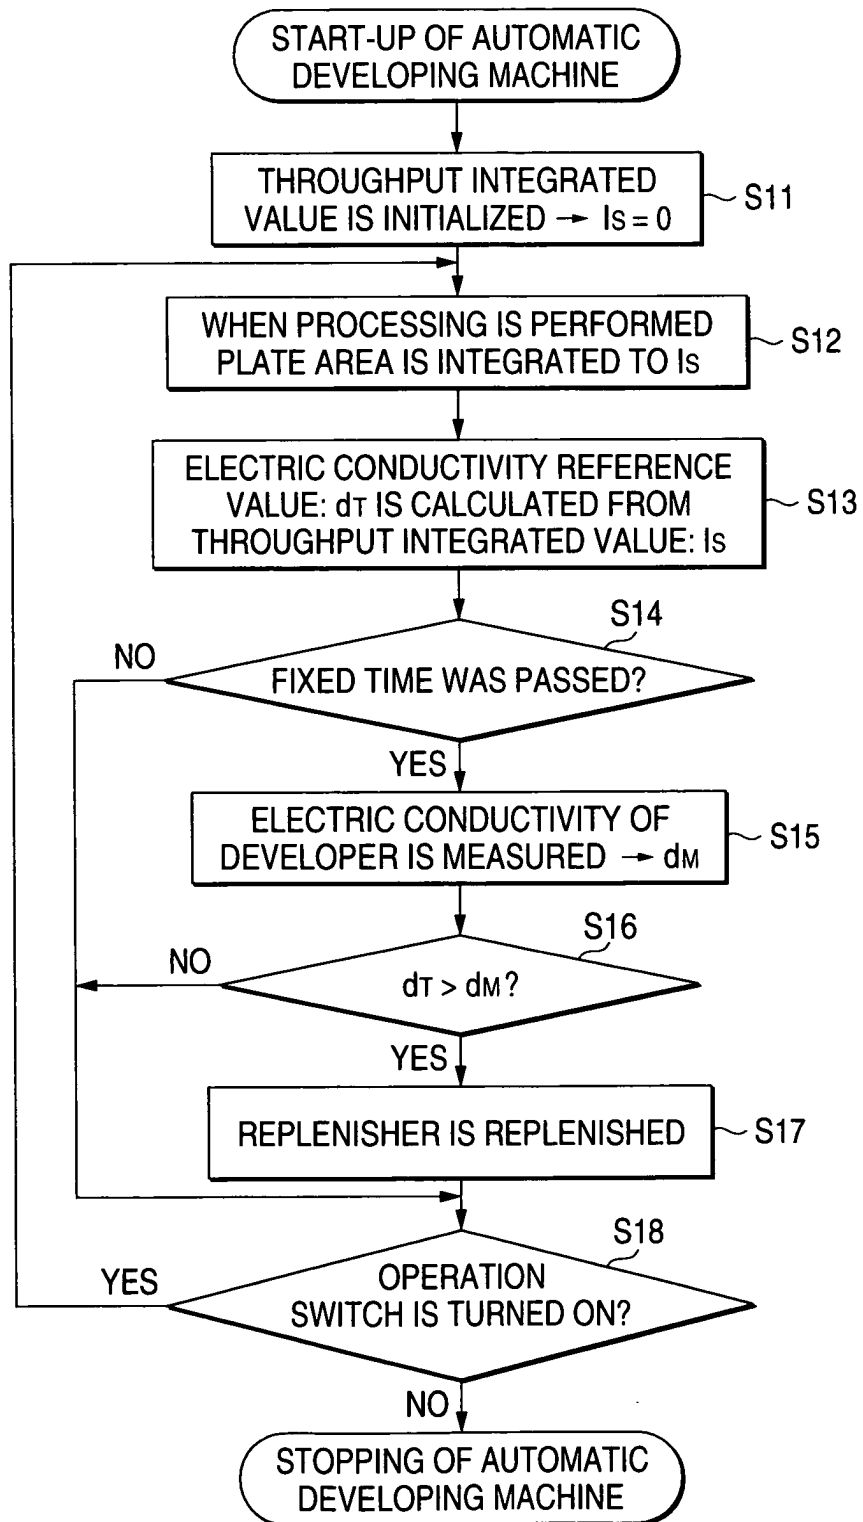 START-UP OF AUTOMATIC
DEVELOPING MACHINE
THROUGHPUT INTEGRATED
VALUE IS INITIALIZED → Is = 0
S11
WHEN PROCESSING IS PERFORMED
PLATE AREA IS INTEGRATED TO Is
S12
ELECTRIC CONDUCTIVITY REFERENCE
VALUE: dT IS CALCULATED FROM
THROUGHPUT INTEGRATED VALUE: Is
S13
S14
NO
FIXED TIME WAS PASSED?
YES
ELECTRIC CONDUCTIVITY OF
DEVELOPER IS MEASURED → dM
S15
S16
NO
dT > dM?
YES
REPLENISHER IS REPLENISHED
S17
S18
YES
OPERATION
SWITCH IS TURNED ON?
NO
STOPPING OF AUTOMATIC
DEVELOPING MACHINE